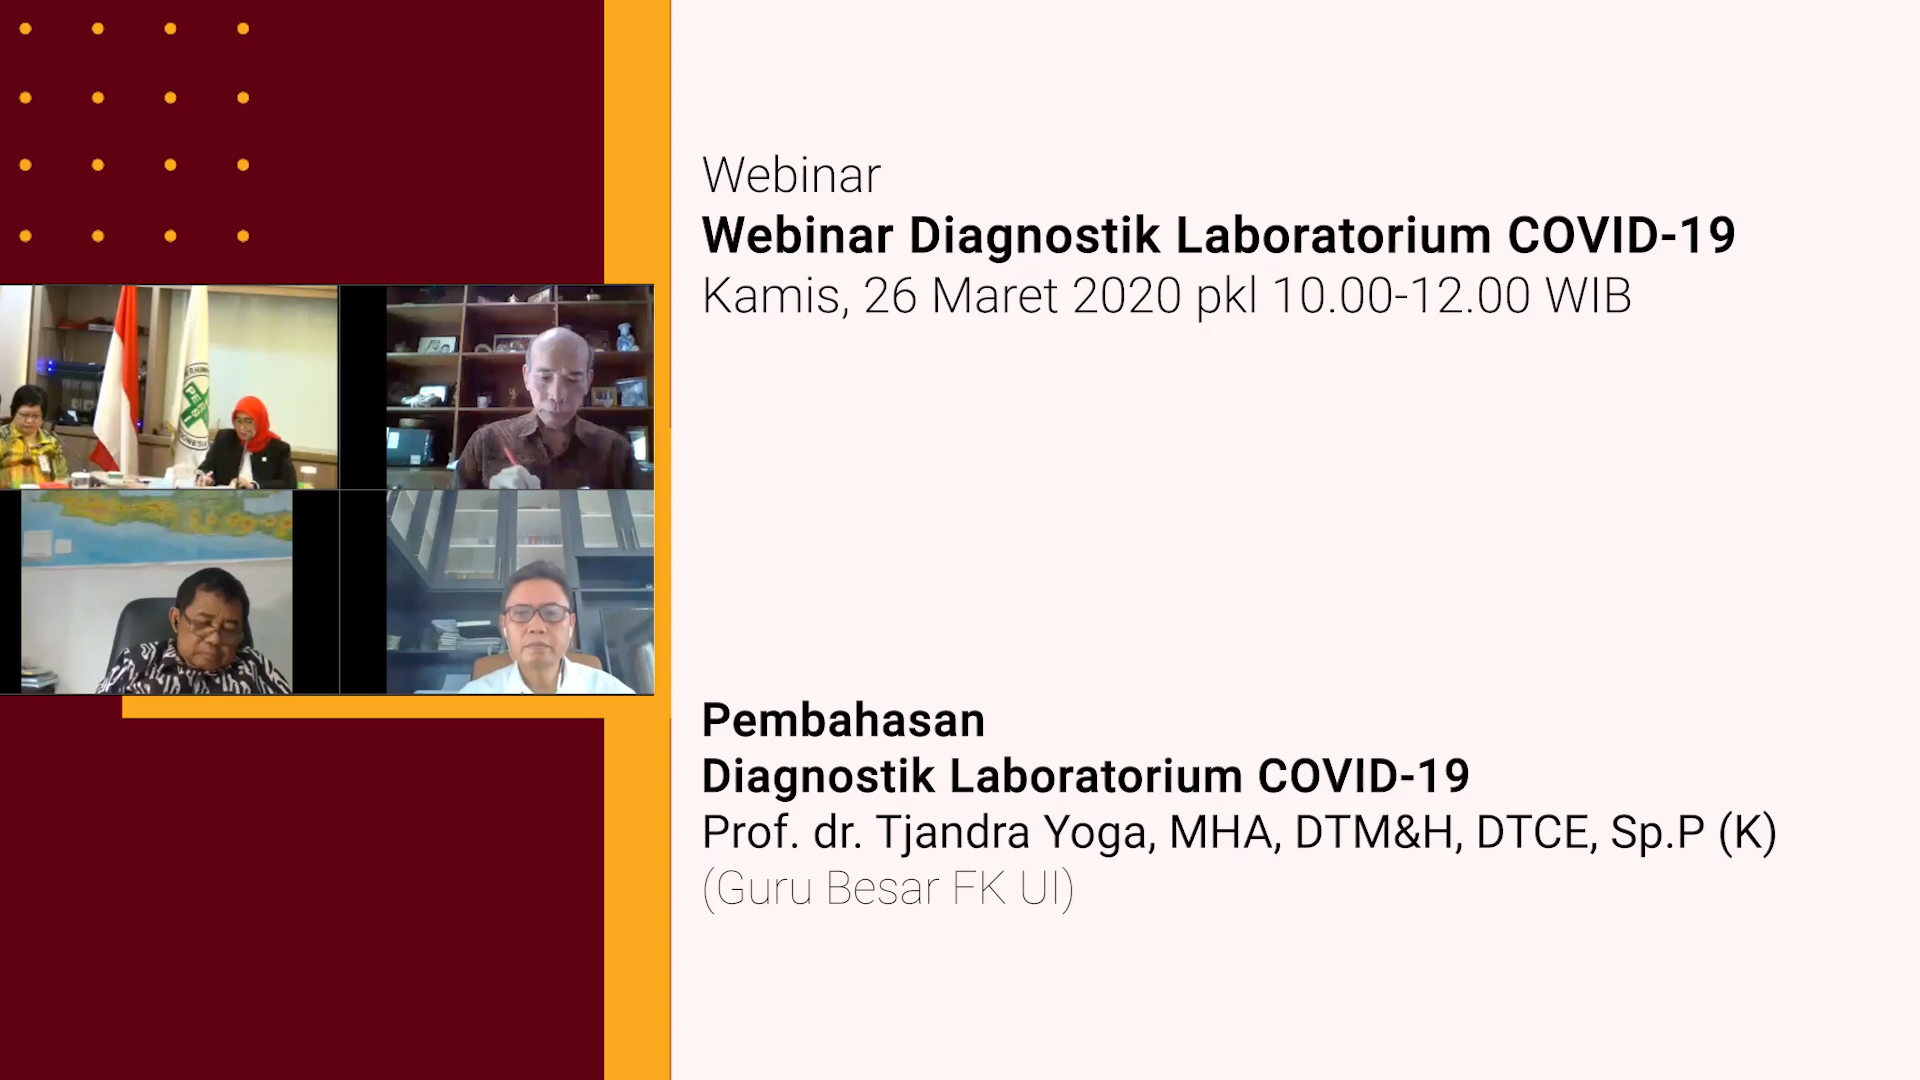 Webinar
Webinar Diagnostik Laboratorium COVID-19
Kamis, 26 Maret 2020 pkl 10.00-12.00 WIB
PERSI
Pembahasan
Diagnostik Laboratorium COVID-19
Prof. dr. Tjandra Yoga, MHA, DTM&H, DTCE, Sp.P (K)
(Guru Besar FK UI)